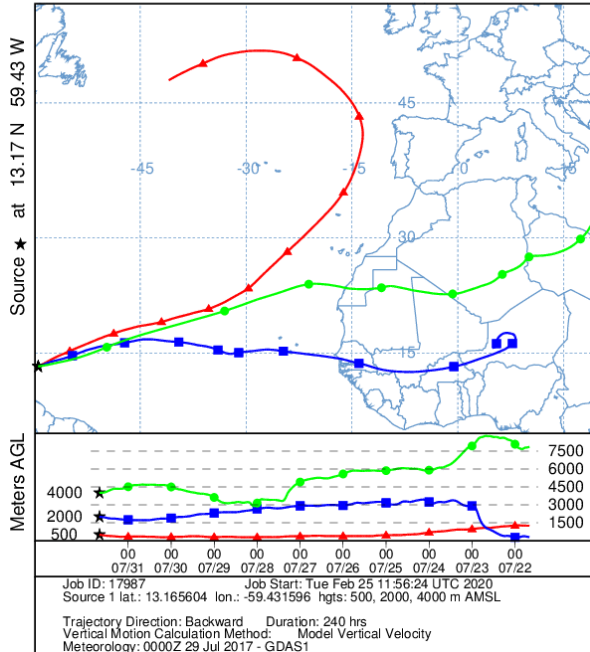 Source ★ at 13.17 N 59.43 W
45
-45
-30
-15
0
15
30
15
Meters AGL
7500
6000
4000
4500
3000
2000
1500
500
00 00 00 00 00 00 00 00 00 00
07/31 07/30 07/29 07/28 07/27 07/26 07/25 07/24 07/23 07/22
Job ID: 17987 Job Start: Tue Feb 25 11:56:24 UTC 2020
Source 1 lat.: 13.165604 lon.: -59.431596 hgts: 500, 2000, 4000 m AMSL
Trajectory Direction: Backward Duration: 240 hrs
Vertical Motion Calculation Method: Model Vertical Velocity
Meteorology: 0000Z 29 Jul 2017 - GDAS1